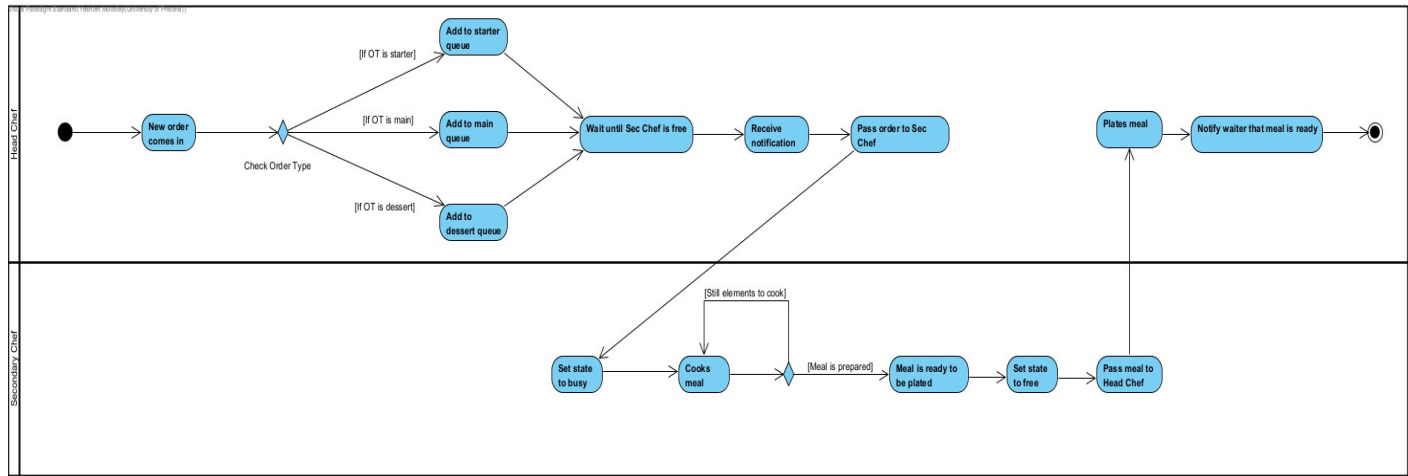 Head Chef
New order
comes in
Check Order Type
[If OT is starter]
[If OT is main]
[If OT is dessert]
Add to starter
queue
Add to main
queue
Add to
dessert queue
Wait until Sec Chef is free
Receive
notification
Pass order to Sec
Chef
Plates meal
Notify waiter that meal is ready
Secondary Chef
Set state
to busy
Cooks
meal
[Still elements to cook]
[Meal is prepared]
Meal is ready to
be plated
Set state
to free
Pass meal to
Head Chef